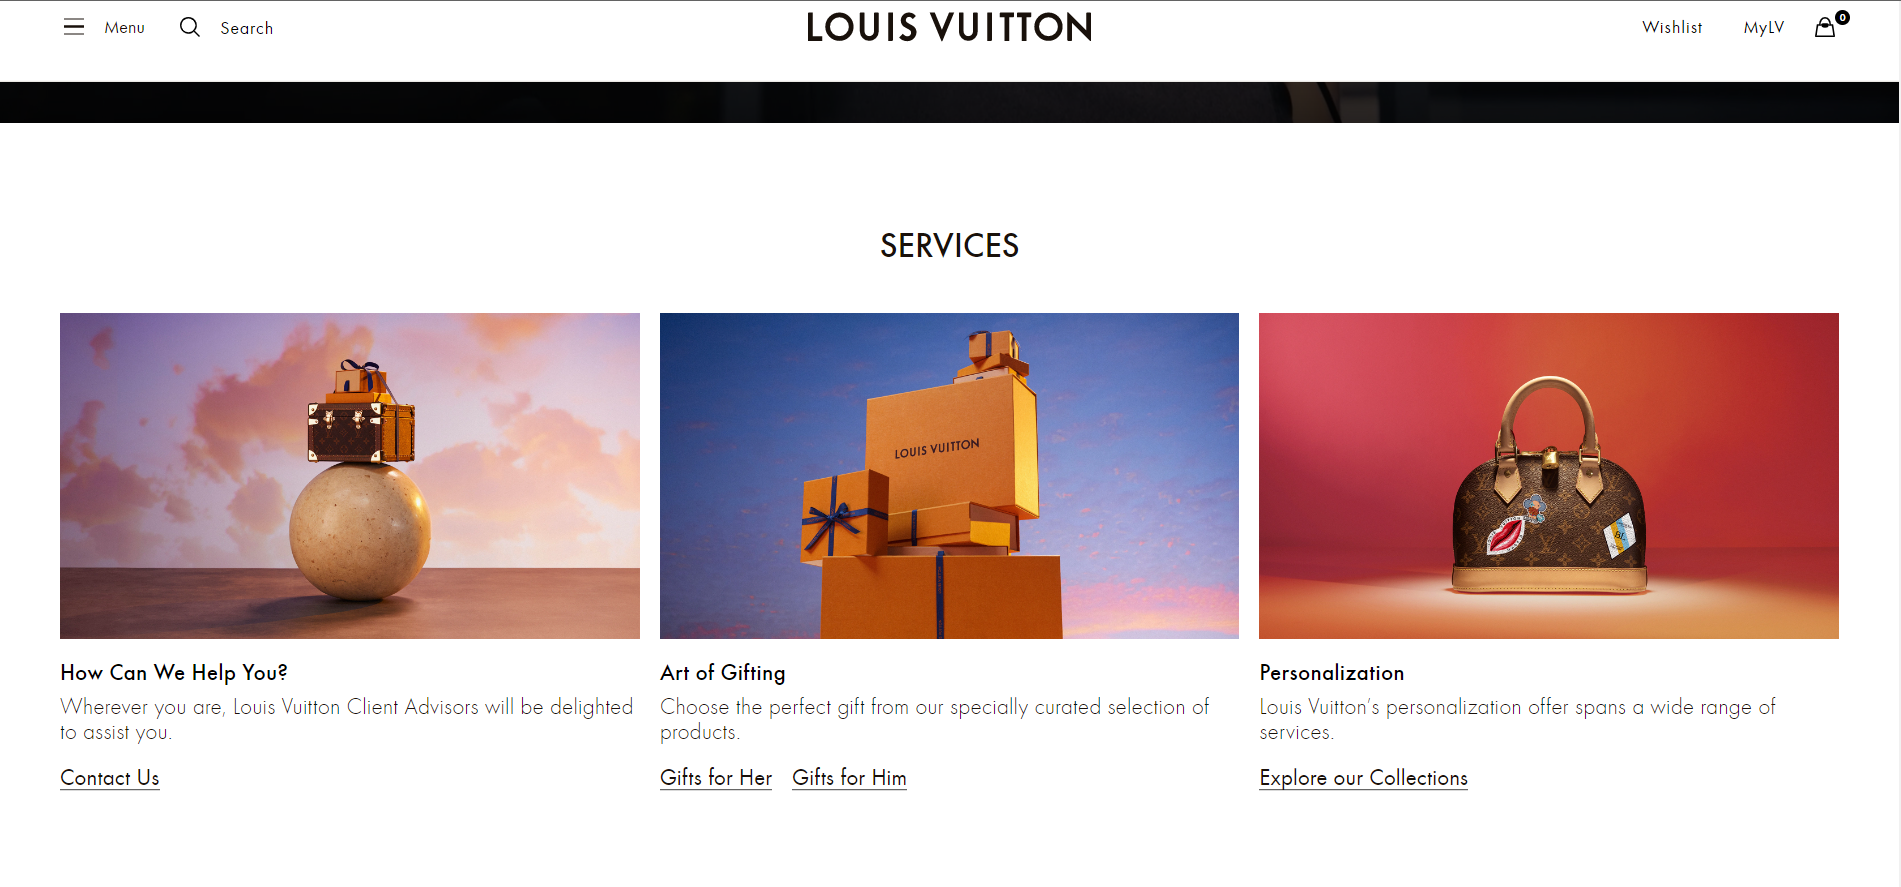 Menu
Search
LOUIS VUITTON
Wishlist
MyLV
0
SERVICES
LOUIS VUITTON
How Can We Help You?
Wherever you are, Louis Vuitton Client Advisors will be delighted
to assist you.
Contact Us
Art of Gifting
Choose the perfect gift from our specially curated selection of
products.
Gifts for Her Gifts for Him
Personalization
Louis Vuitton’s personalization offer spans a wide range of
services.
Explore our Collections